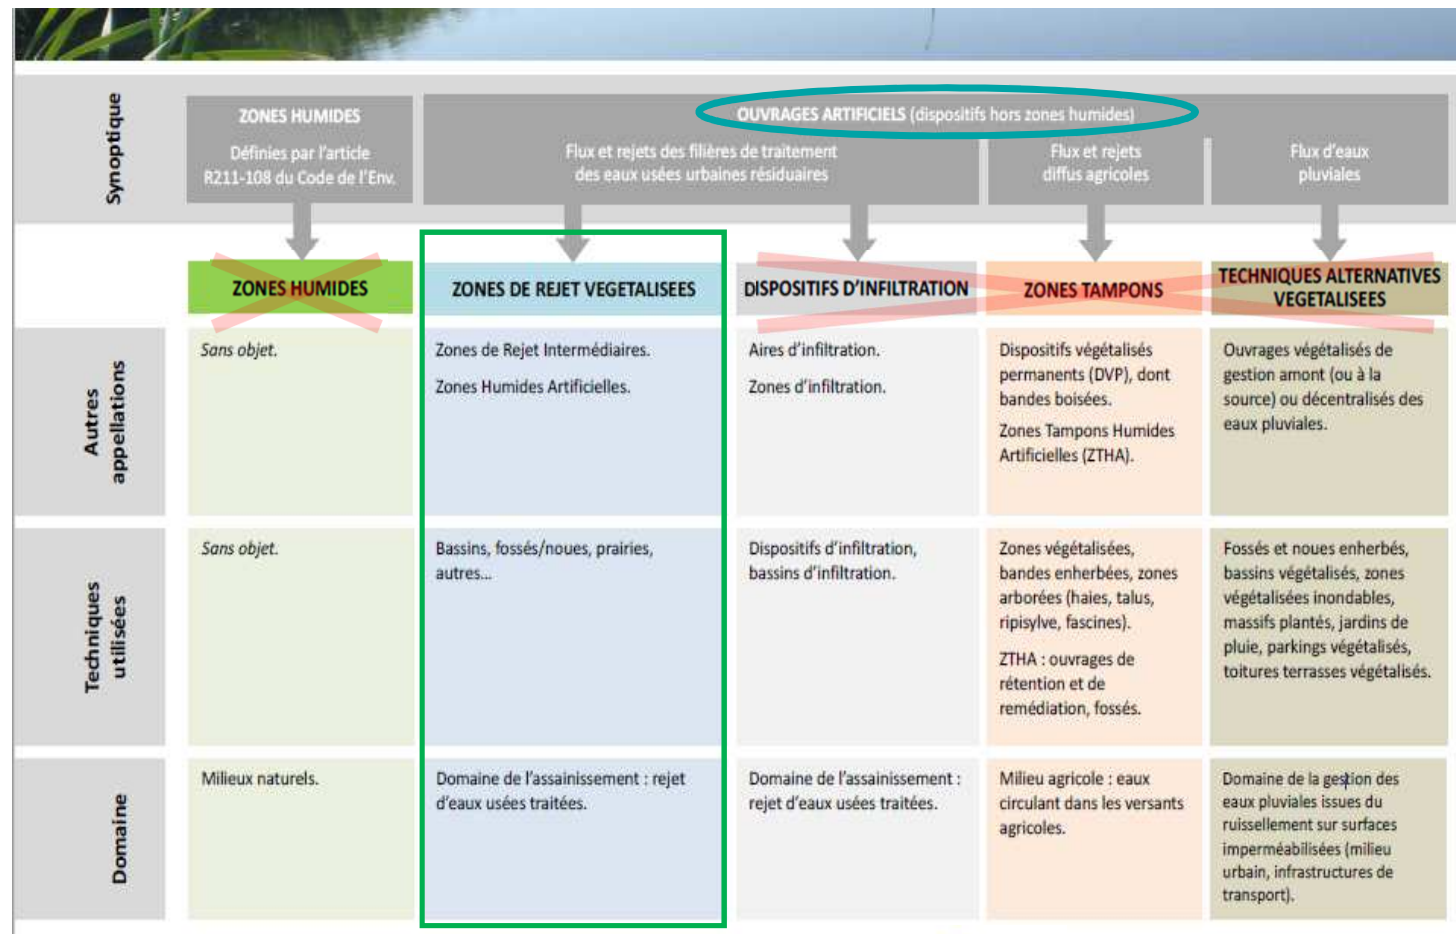 Synoptique
ZONES HUMIDES
Définies par l'article
R211-108 du Code de l'Env.
OUVRAGES ARTIFICIELS (dispositifs hors zones humides)
Flux et rejets des filières de traitement
des eaux usées urbaines résiduaires
Flux et rejets
diffus agricoles
Flux d'eaux
pluviales
ZONES HUMIDES
ZONES DE REJET VEGETALISEES
DISPOSITIFS D'INFILTRATION
ZONES TAMPONS
TECHNIQUES ALTERNATIVES
VEGETALISEES
Autres
appellations
Sans objet.
Zones de Rejet Intermédiaires.
Zones Humides Artificielles.
Aires d'infiltration.
Zones d'infiltration.
Dispositifs végétalisés
permanents (DVP), dont
bandes boisées.
Zones Tampons Humides
Artificielles (ZTHA).
Ouvrages végétalisés de
gestion amont (ou à la
source) ou décentralisés des
eaux pluviales.
Techniques
utilisées
Sans objet.
Bassins, fossés/noues, prairies,
autres...
Dispositifs d'infiltration,
bassins d'infiltration.
Zones végétalisées,
bandes enherbées, zones
arborées (haies, talus,
ripisylve, fascines).
ZTHA : ouvrages de
rétention et de
remédiation, fossés.
Fossés et noues enherbés,
bassins végétalisés, zones
végétalisées inondables,
massifs plantés, jardins de
pluie, parkings végétalisés,
toitures terrasses végétalisés.
Domaine
Milieux naturels.
Domaine de l'assainissement : rejet
d'eaux usées traitées.
Domaine de l'assainissement :
rejet d'eaux usées traitées.
Milieu agricole : eaux
circulant dans les versants
agricoles.
Domaine de la gestion des
eaux pluviales issues du
ruissellement sur surfaces
imperméabilisées (milieu
urbain, infrastructures de
transport).